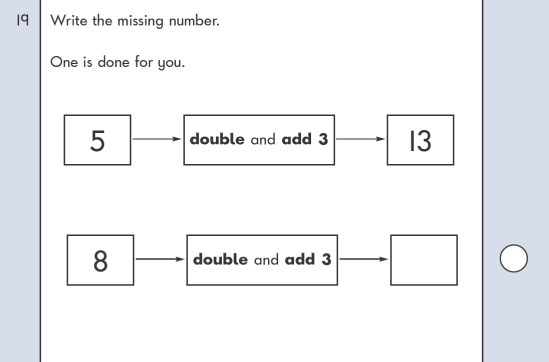 19 Write the missing number.
One is done for you.
5 double and add 3 13
8 double and add 3